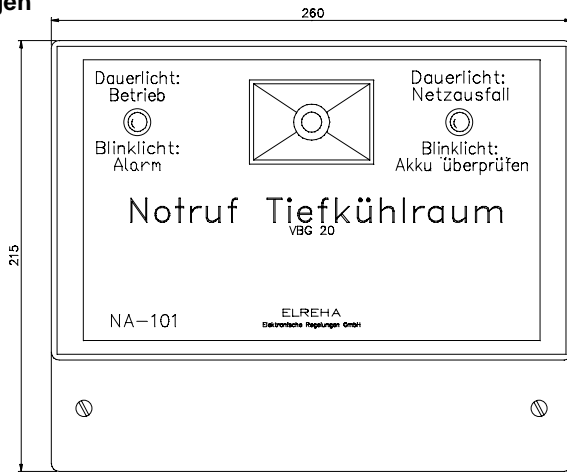 gen
260
Dauerlicht:
Betrieb
Blinklicht:
Alarm
Dauerlicht:
Netzausfall
Blinklicht:
Akku überprüfen
Notruf Tiefkühlraum
VBG 20
215
NA-101
ELREHA
Elektronische Regelungen GmbH